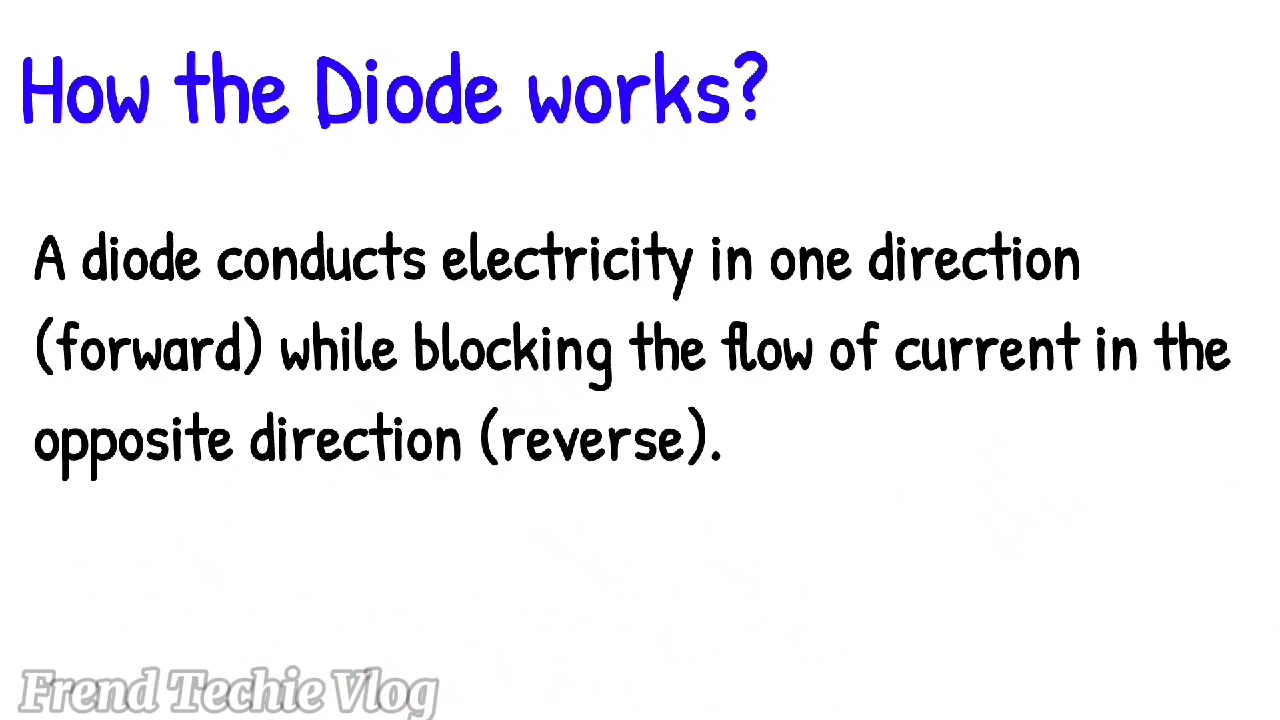 How the Diode works?
A diode conducts electricity in one direction
(forward) while blocking the flow of current in the
opposite direction (reverse).
Frend Techie Vlog